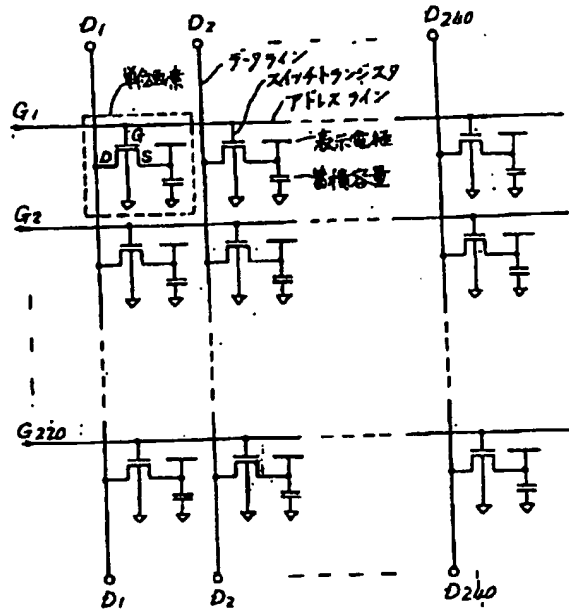 D1
D2
D240
単位画素
データライン
スイッチトランジスタ
アドレスライン
G1
G
D
S
表示電極
蓄積容量
G2
G220
D1
D2
D240